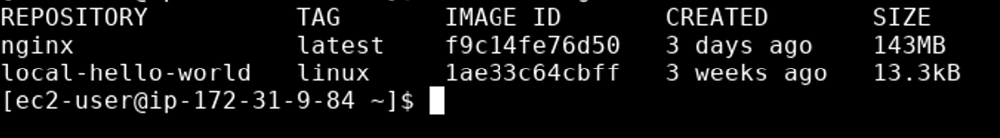 REPOSITORY TAG IMAGE ID CREATED SIZE
nginx latest f9c14fe76d50 3 days ago 143MB
local-hello-world linux 1ae33c64cbff 3 weeks ago 13.3kB
[ec2-user@ip-172-31-9-84 ~]$